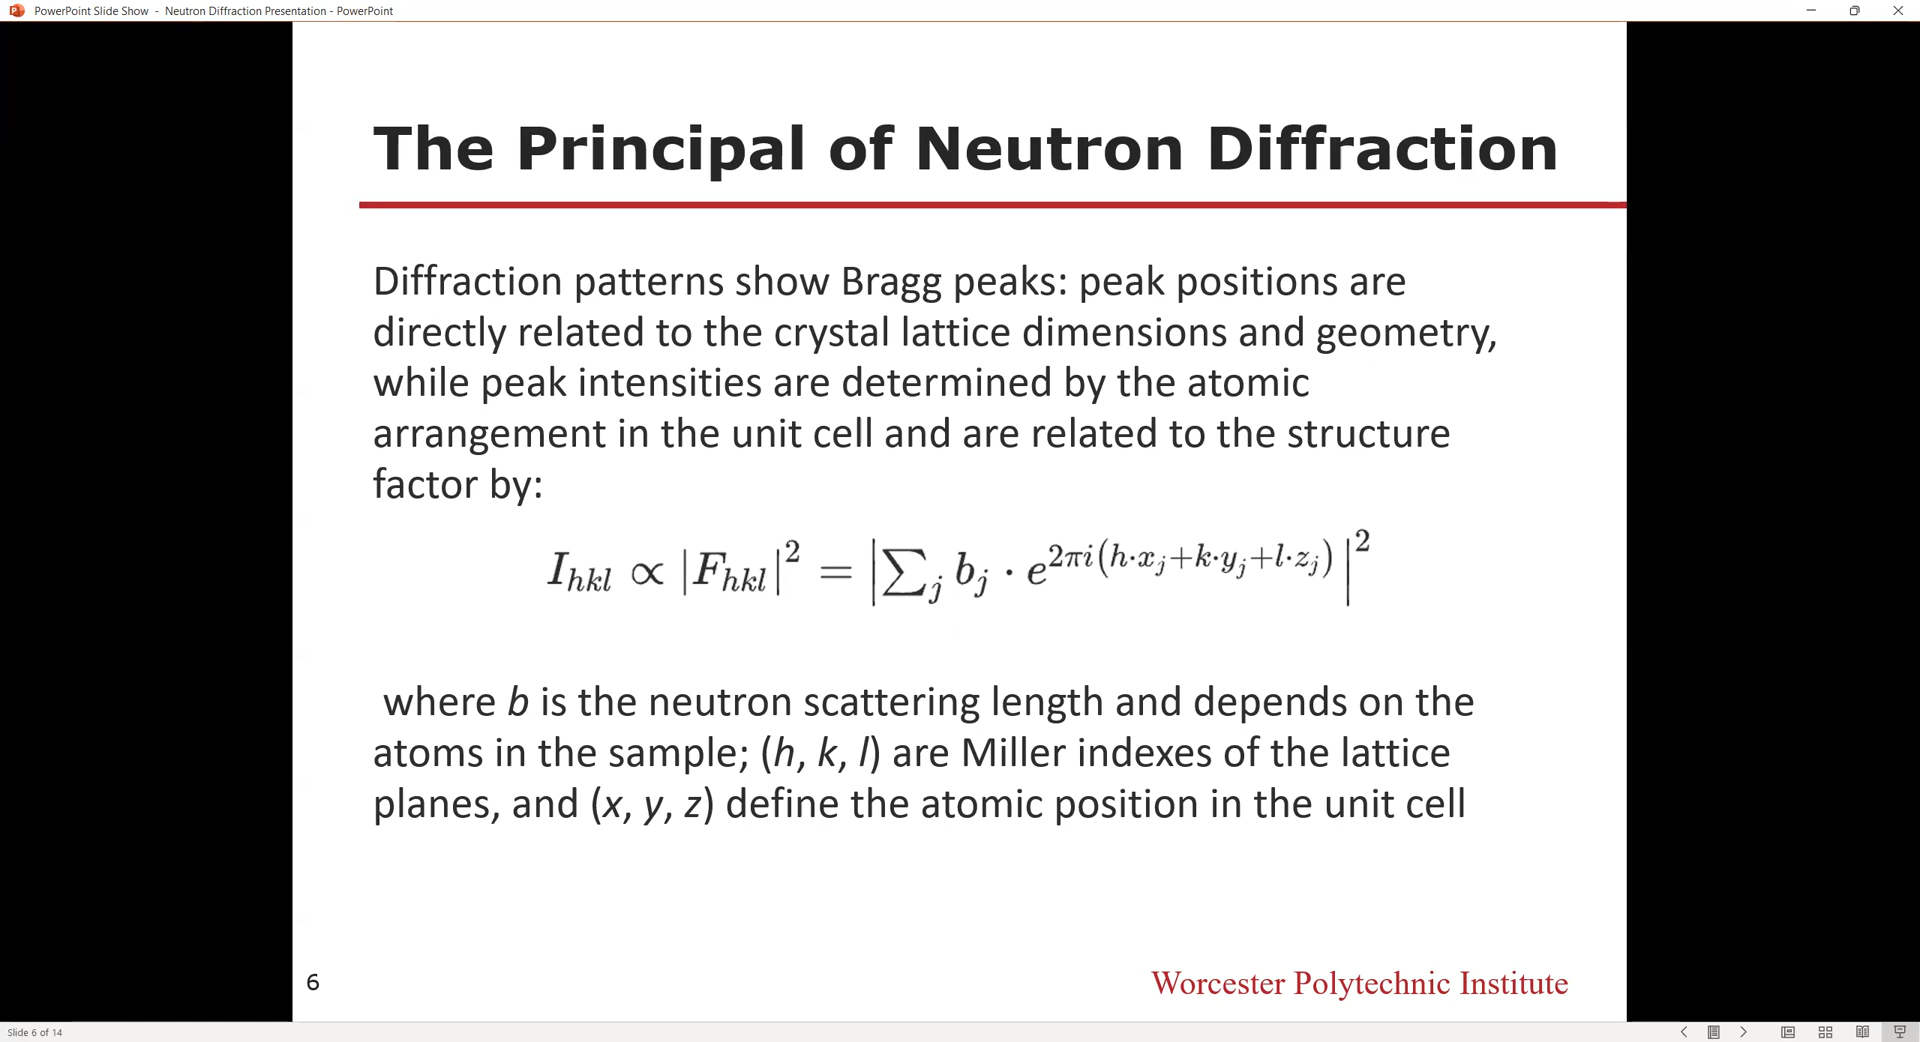 PowerPoint Slide Show - Neutron Diffraction Presentation - PowerPoint
The Principal of Neutron Diffraction
Diffraction patterns show Bragg peaks: peak positions are
directly related to the crystal lattice dimensions and geometry,
while peak intensities are determined by the atomic
arrangement in the unit cell and are related to the structure
factor by:
I_{hkl} ∝ |F_{hkl}|^2 = |∑_j b_j · e^{2πi(h·x_j+k·y_j+l·z_j)}|^2
where b is the neutron scattering length and depends on the
atoms in the sample; (h, k, l) are Miller indexes of the lattice
planes, and (x, y, z) define the atomic position in the unit cell
6
Worcester Polytechnic Institute
Slide 6 of 14